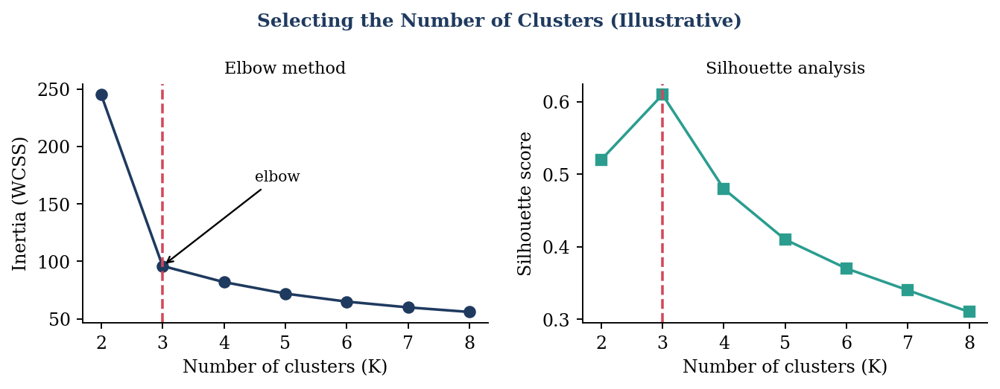 Selecting the Number of Clusters (Illustrative)
Elbow method
250
200
150
100
50
Inertia (WCSS)
elbow
2 3 4 5 6 7 8
Number of clusters (K)
Silhouette analysis
0.6
0.5
0.4
0.3
Silhouette score
2 3 4 5 6 7 8
Number of clusters (K)